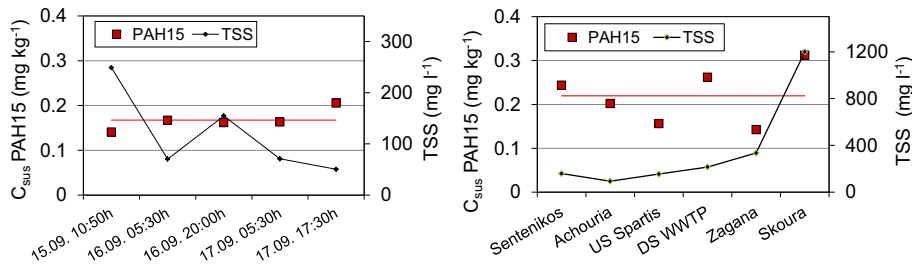 PAH15 TSS
C_sus PAH15 (mg kg⁻¹)
0.4
0.3
0.2
0.1
0
300
200
100
0
TSS (mg l⁻¹)
15.09. 10:50h
16.09. 05:30h
16.09. 20:00h
17.09. 05:30h
17.09. 17:30h
PAH15 TSS
C_sus PAH15 (mg kg⁻¹)
0.4
0.3
0.2
0.1
0
1200
800
400
0
TSS (mg l⁻¹)
Sentenikos
Achouria
US Spartis
DS WWTP
Zagana
Skoura